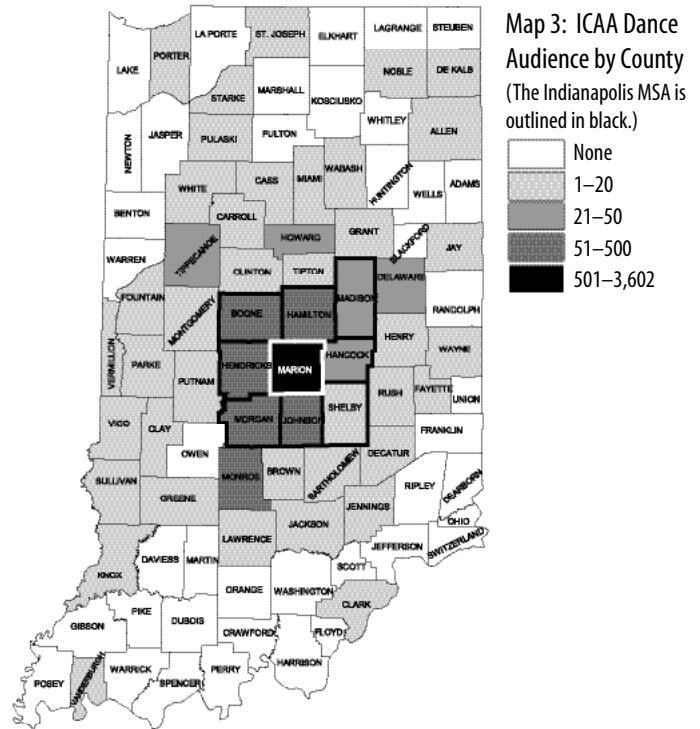 Map 3: ICAA Dance
Audience by County
(The Indianapolis MSA is
outlined in black.)
None
1–20
21–50
51–500
501–3,602
LAKE
PORTER
LA PORTE
ST. JOSEPH
ELKHART
LAGRANGE
STEUBEN
NOBLE
DE KALB
STARKE
MARSHALL
KOSCIUSKO
WHITLEY
ALLEN
NEWTON
JASPER
PULASKI
FULTON
WABASH
HUNTINGTON
WELLS
ADAMS
WHITE
CASS
MIAMI
BENTON
CARROLL
GRANT
BLACKFORD
JAY
WARREN
TIPPECANOE
HOWARD
CLINTON
TIPTON
MADISON
DELAWARE
RANDOLPH
FOUNTAIN
MONTGOMERY
BOONE
HAMILTON
VERMILLION
PARKE
PUTNAM
HENDRICKS
MARION
HANCOCK
HENRY
WAYNE
RUSH
FAYETTE
UNION
VIGO
CLAY
OWEN
MORGAN
JOHNSON
SHELBY
DECATUR
FRANKLIN
SULLIVAN
GREENE
MONROE
BROWN
BARTHOLOMEW
RIPLEY
DEARBORN
JENNINGS
OHIO
SWITZERLAND
KNOX
DAVIESS
MARTIN
LAWRENCE
JACKSON
JEFFERSON
SCOTT
ORANGE
WASHINGTON
CLARK
GIBSON
PIKE
DUBOIS
CRAWFORD
FLOYD
HARRISON
POSEY
VANDERBURGH
WARRICK
SPENCER
PERRY